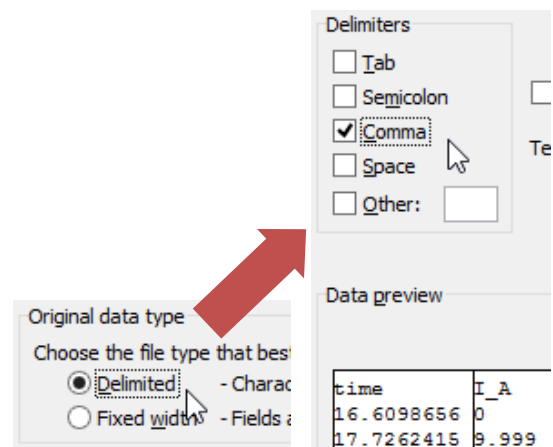 Original data type
Choose the file type that best
Delimited - Charac
Fixed width - Fields a
Delimiters
Tab
Semicolon
Comma
Space
Other:
Te
Data preview
time I_A
16.6098656 0
17.7262415 9.999